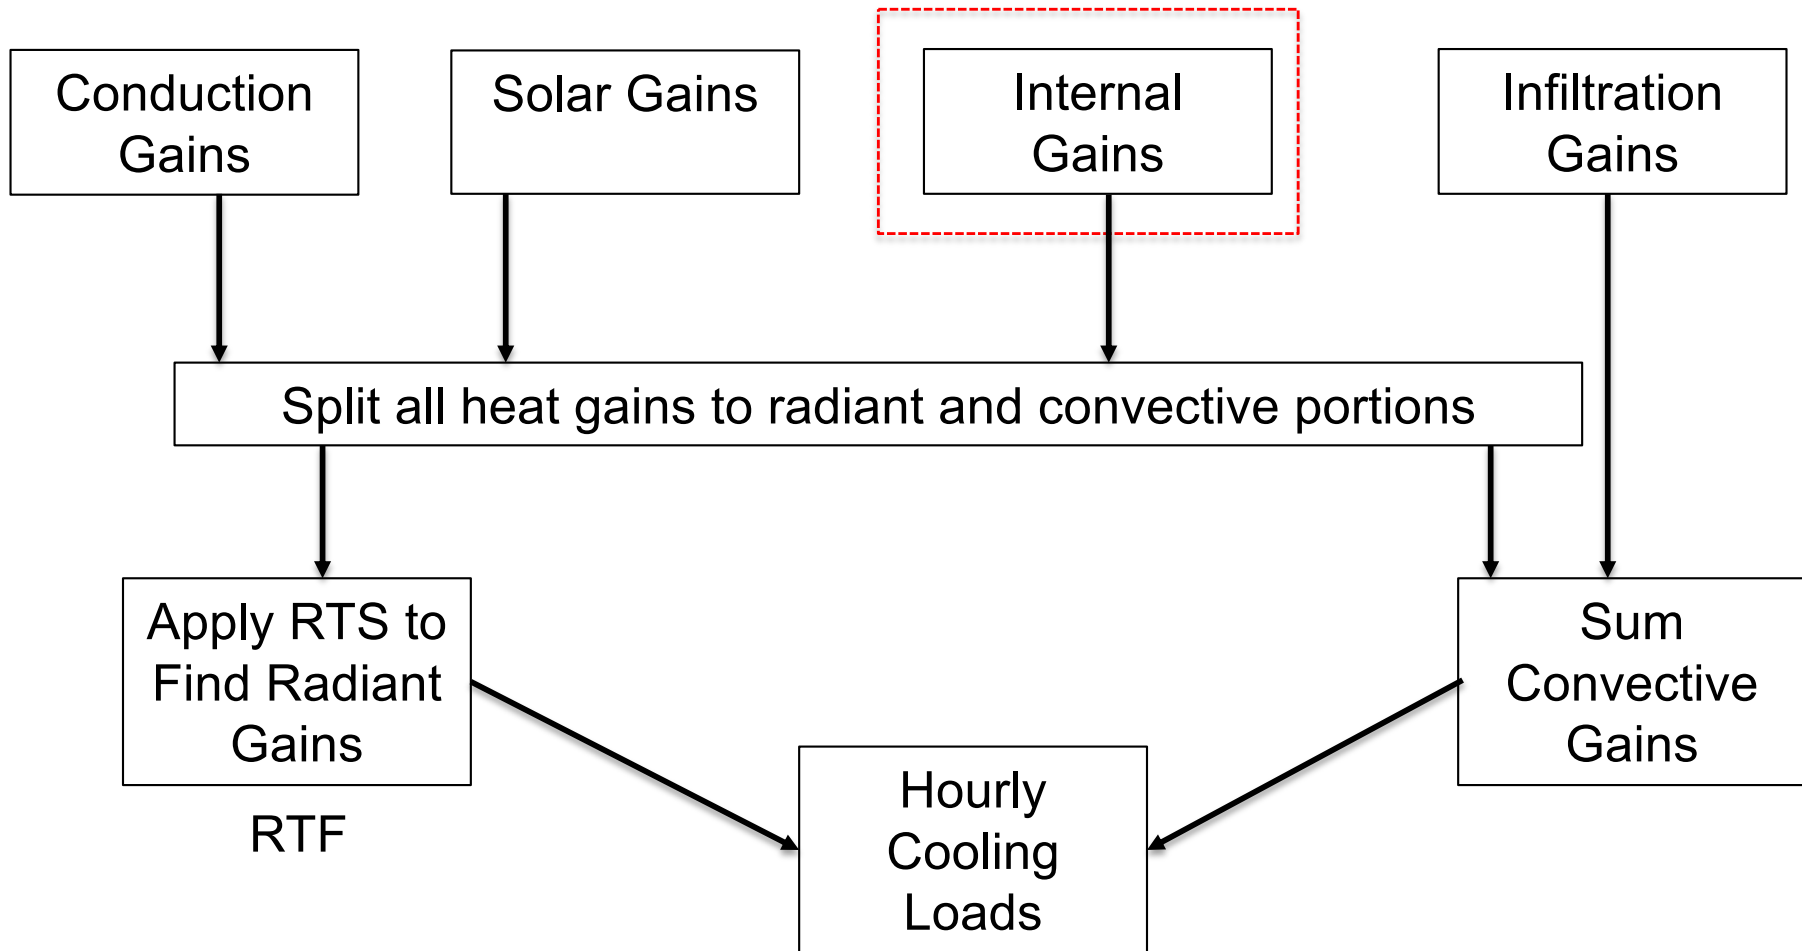 Conduction
Gains
Solar Gains
Internal
Gains
Infiltration
Gains
Split all heat gains to radiant and convective portions
Apply RTS to
Find Radiant
Gains
RTF
Sum
Convective
Gains
Hourly
Cooling
Loads